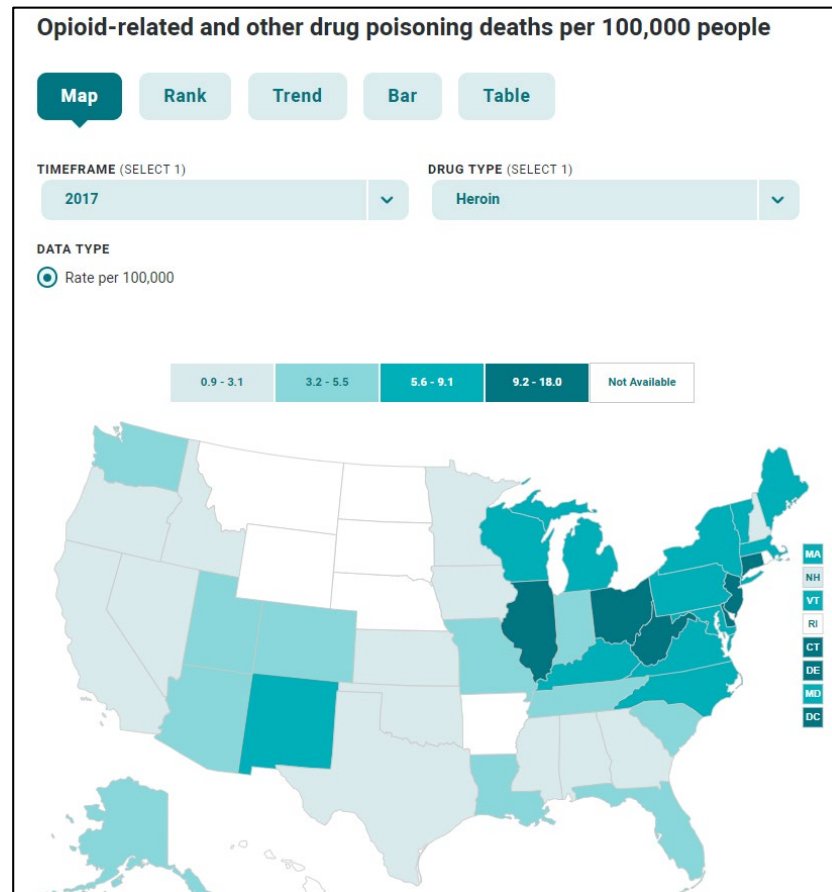 Opioid-related and other drug poisoning deaths per 100,000 people
Map Rank Trend Bar Table
TIMEFRAME (SELECT 1) DRUG TYPE (SELECT 1)
2017 Heroin
DATA TYPE
Rate per 100,000
0.9 - 3.1 3.2 - 5.5 5.6 - 9.1 9.2 - 18.0 Not Available
MA
NH
VT
RI
CT
DE
MD
DC